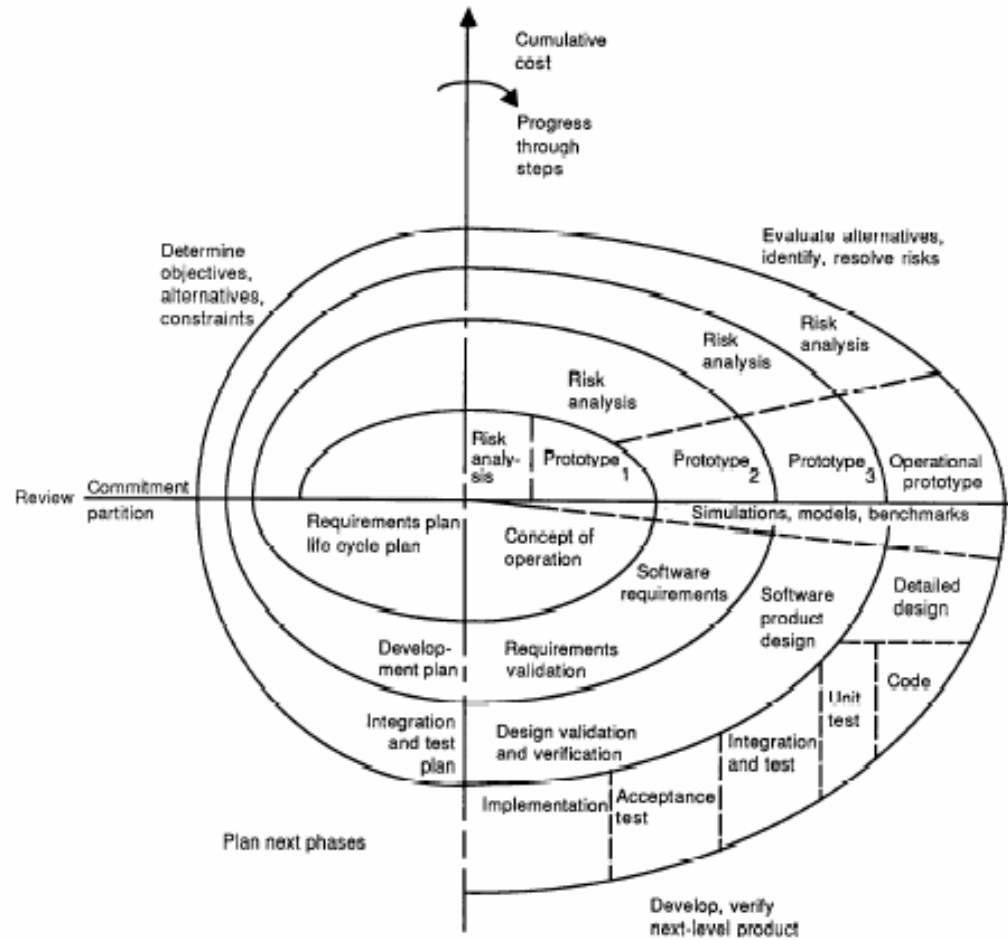 Cumulative
cost
Progress
through
steps
Determine
objectives,
alternatives,
constraints
Evaluate alternatives,
identify, resolve risks
Risk
analysis
Risk
analysis
Risk
analysis
Risk
analy-
sis
Prototype 1
Prototype 2
Prototype 3
Operational
prototype
Review
Commitment
partition
Simulations, models, benchmarks
Requirements plan
life cycle plan
Concept of
operation
Software
requirements
Software
product
design
Detailed
design
Develop-
ment plan
Requirements
validation
Code
Unit
test
Integration
and test
plan
Design validation
and verification
Integration
and test
Acceptance
test
Implementation
Plan next phases
Develop, verify
next-level product